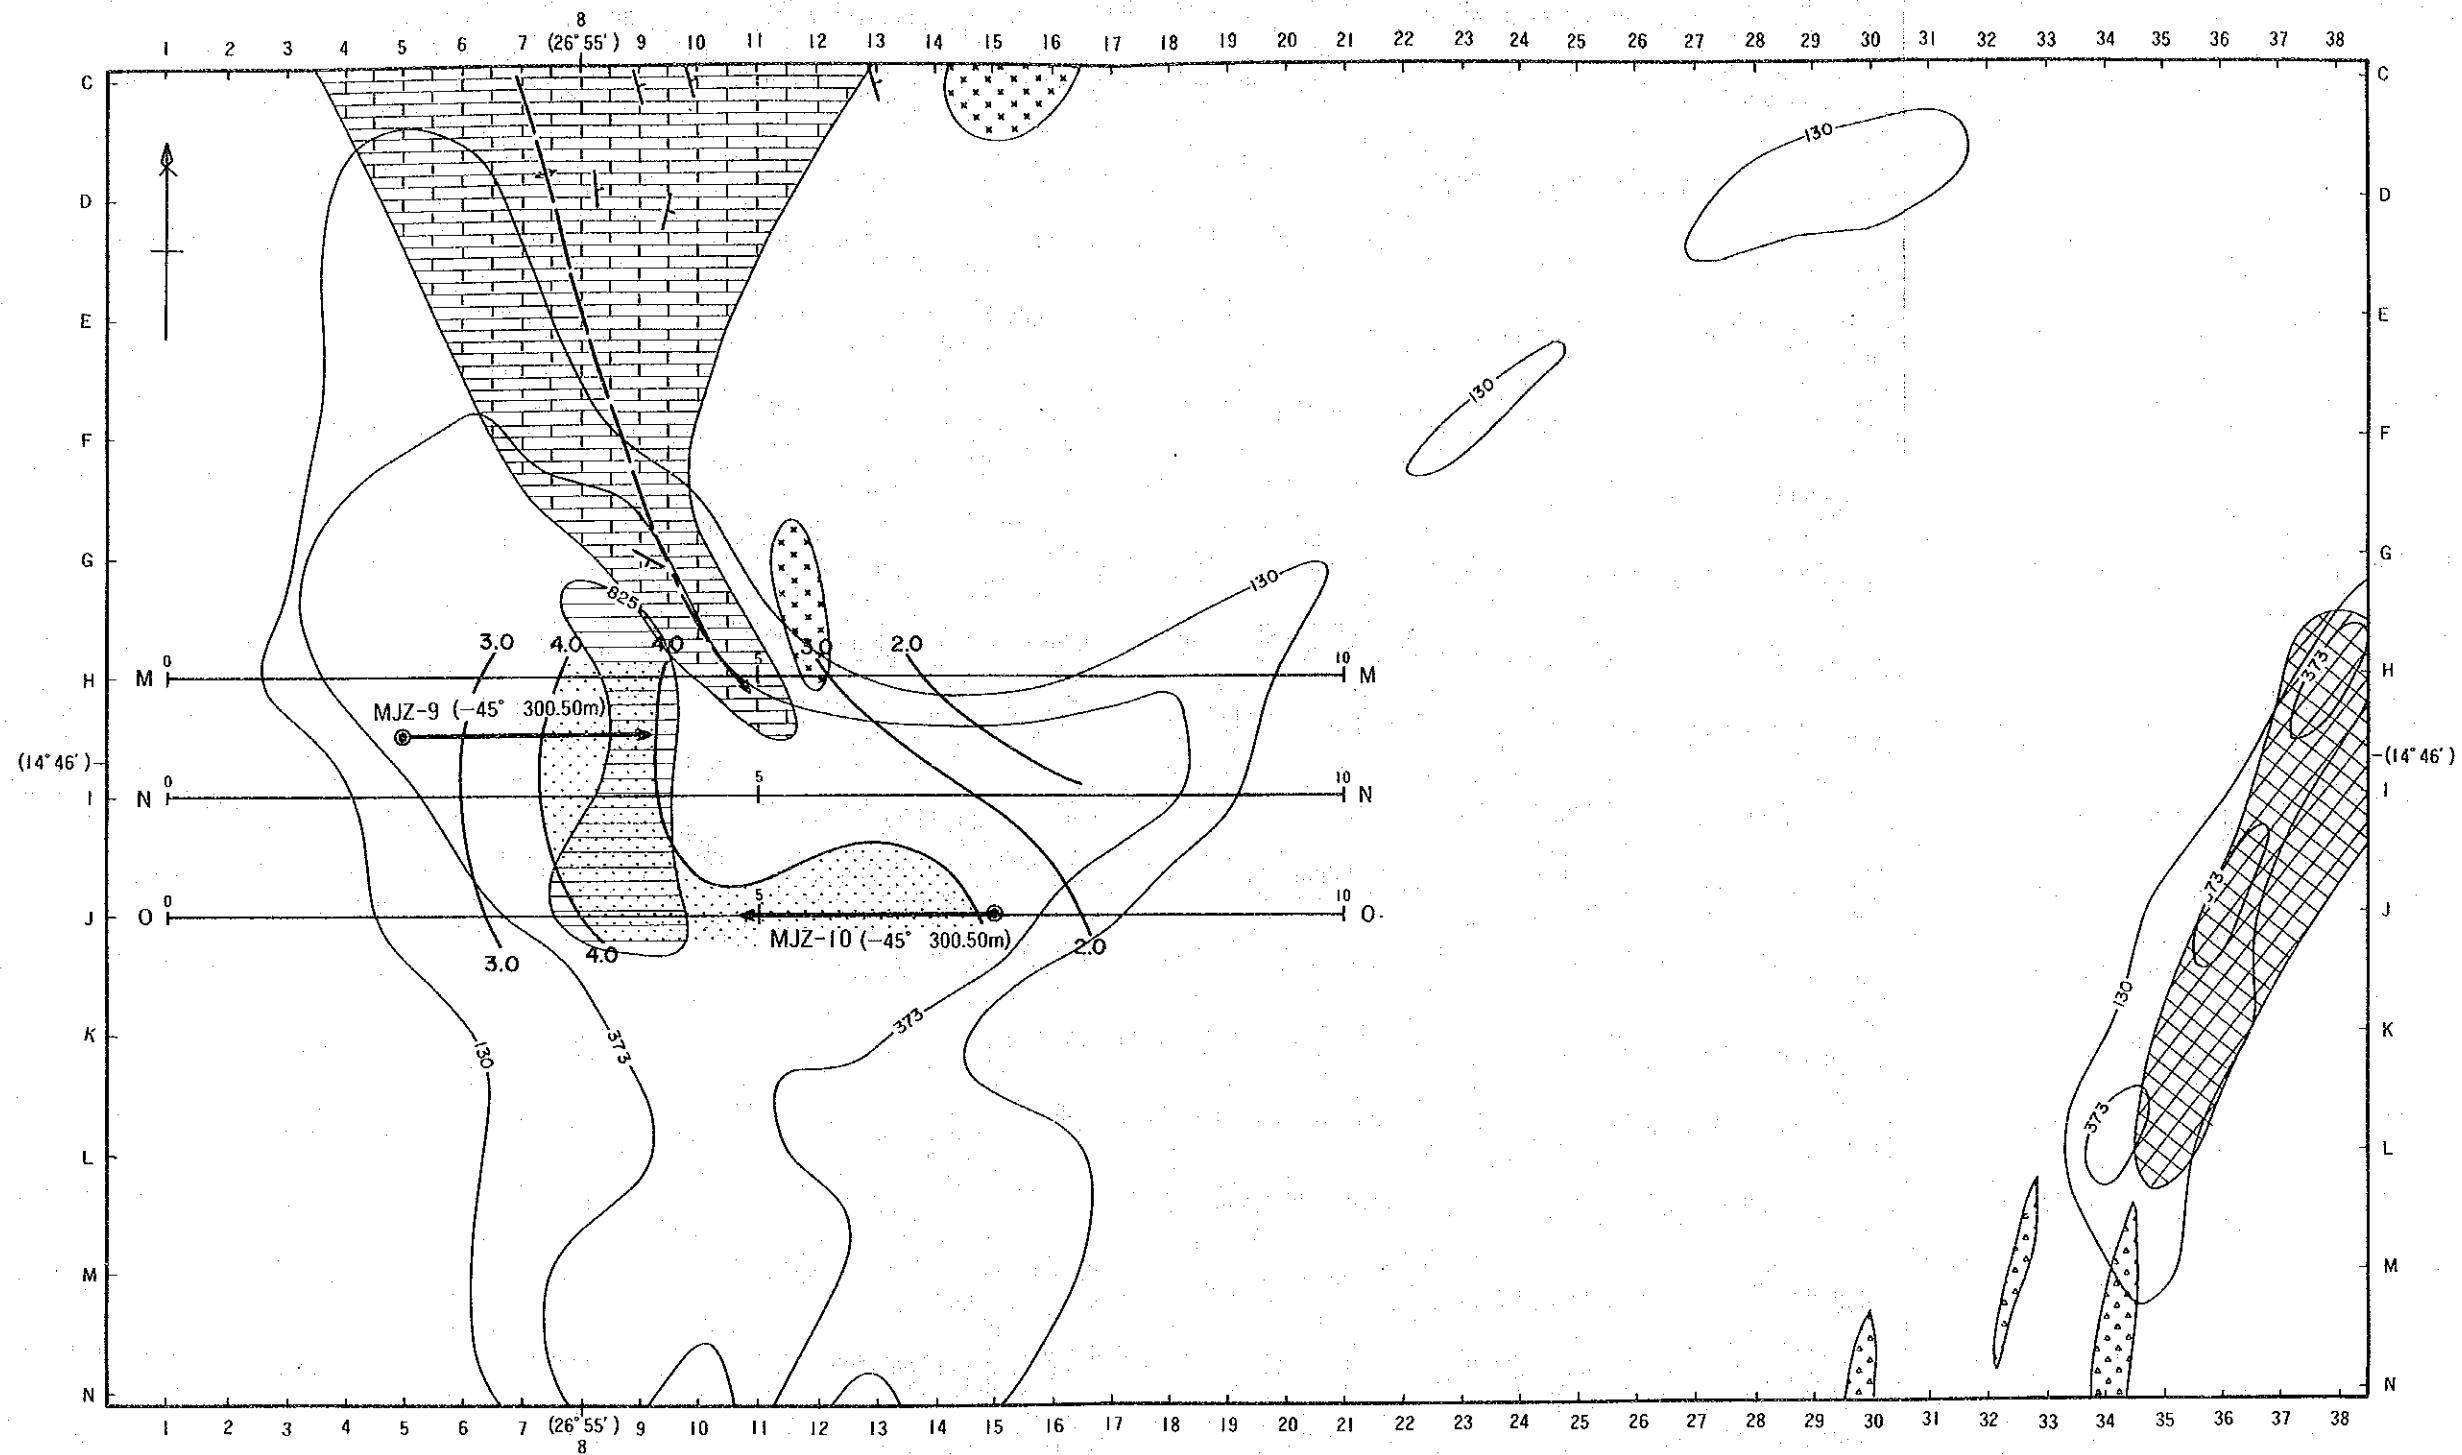 8
1 2 3 4 5 6 7 (26°55′) 9 10 11 12 13 14 15 16 17 18 19 20 21 22 23 24 25 26 27 28 29 30 31 32 33 34 35 36 37 38
C C
130
D D
E E
130
F F
G G
130
825
3.0 4.0 4.0 3.0 2.0
373
H M 0 5 10 M H
MJZ-9 (−45° 300.50m)
(14°46′) (14°46′)
I N 0 5 10 N I
373
J O 0 5 10 O J
MJZ-10 (−45° 300.50m)
3.0 4.0 2.0
130
373
K K
130 373
373
L L
M M
N N
1 2 3 4 5 6 7 (26°55′) 9 10 11 12 13 14 15 16 17 18 19 20 21 22 23 24 25 26 27 28 29 30 31 32 33 34 35 36 37 38
8